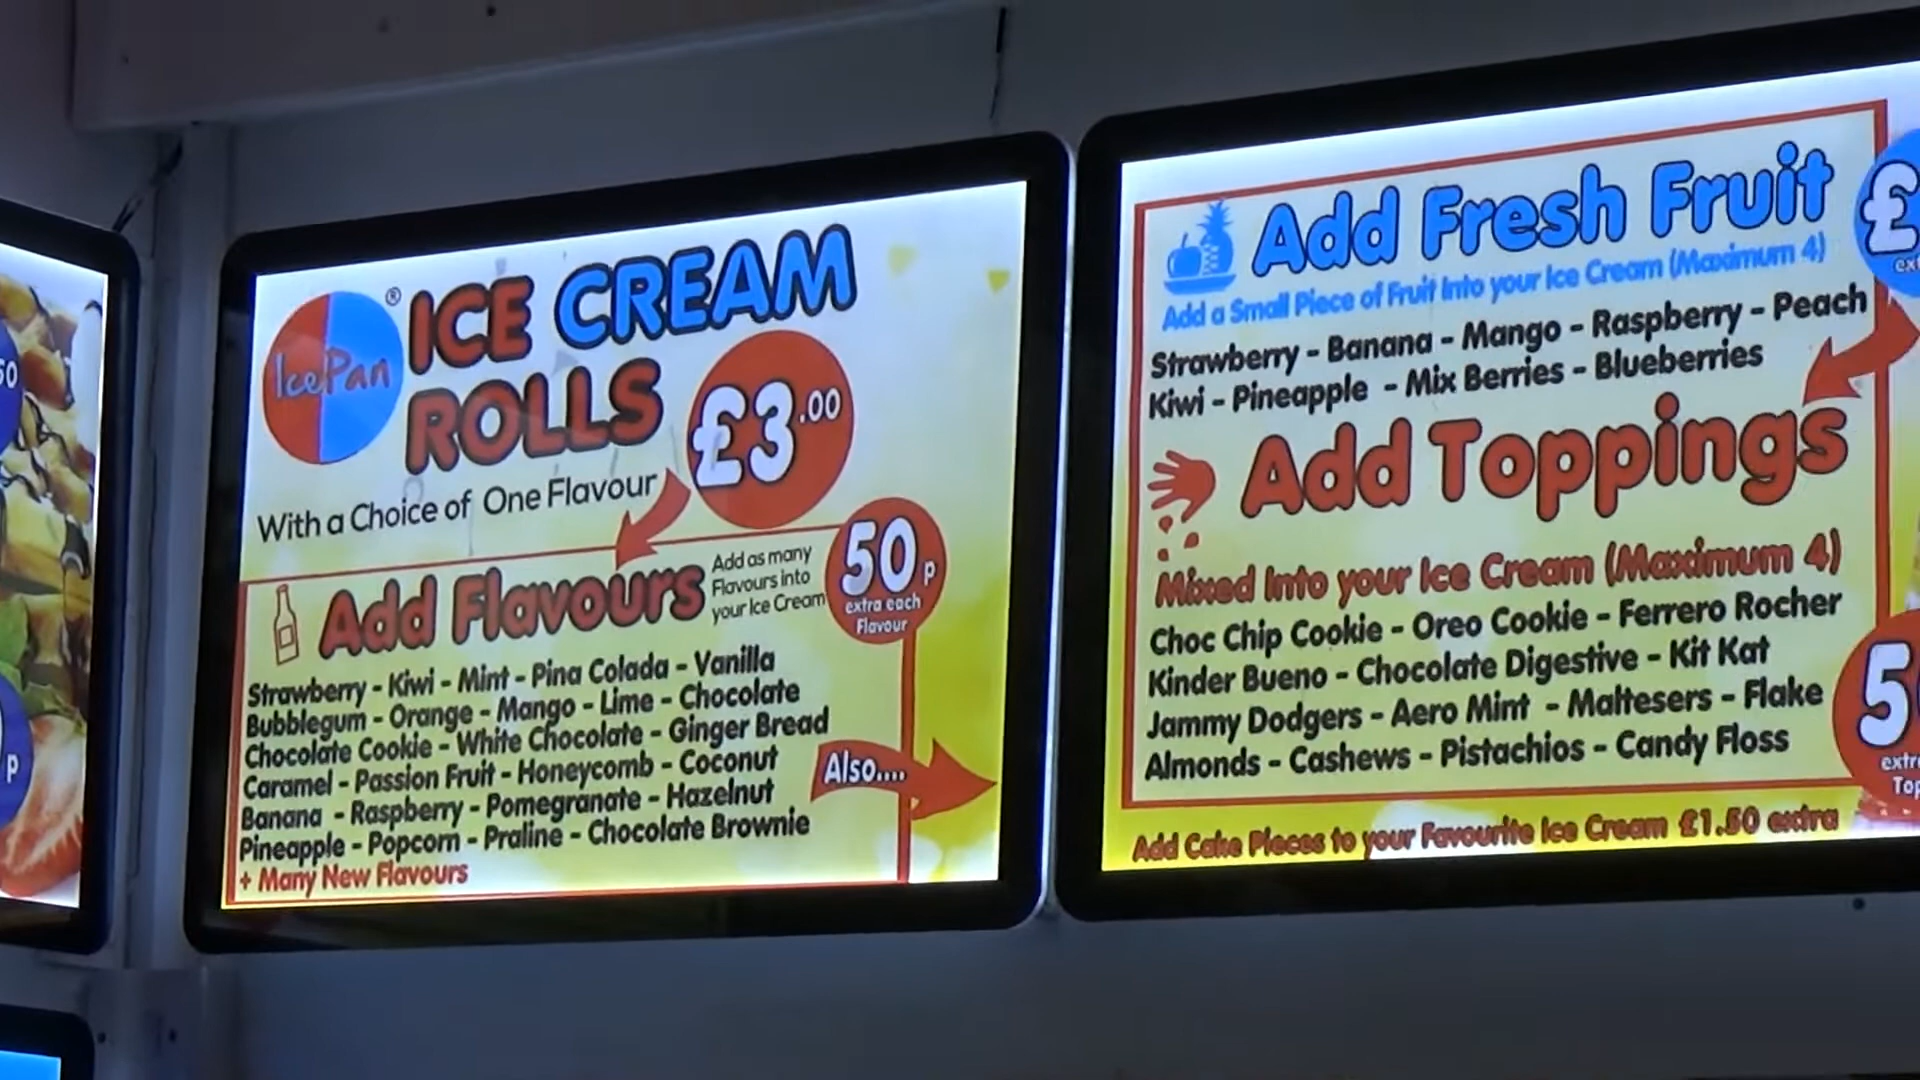 IcePan ®
ICE CREAM
ROLLS
£3.00
With a Choice of One Flavour
Add Flavours
Add as many
Flavours into
your Ice Cream
50p
extra each
Flavour
Strawberry - Kiwi - Mint - Pina Colada - Vanilla
Bubblegum - Orange - Mango - Lime - Chocolate
Chocolate Cookie - White Chocolate - Ginger Bread
Caramel - Passion Fruit - Honeycomb - Coconut
Banana - Raspberry - Pomegranate - Hazelnut
Pineapple - Popcorn - Praline - Chocolate Brownie
+ Many New Flavours
Also....
Add Fresh Fruit
£
Add a Small Piece of Fruit Into your Ice Cream (Maximum 4)
Strawberry - Banana - Mango - Raspberry - Peach
Kiwi - Pineapple - Mix Berries - Blueberries
Add Toppings
Mixed Into your Ice Cream (Maximum 4)
Choc Chip Cookie - Oreo Cookie - Ferrero Rocher
Kinder Bueno - Chocolate Digestive - Kit Kat
Jammy Dodgers - Aero Mint - Maltesers - Flake
Almonds - Cashews - Pistachios - Candy Floss
5
Add Cake Pieces to your Favourite Ice Cream £1.50 extra
50
p